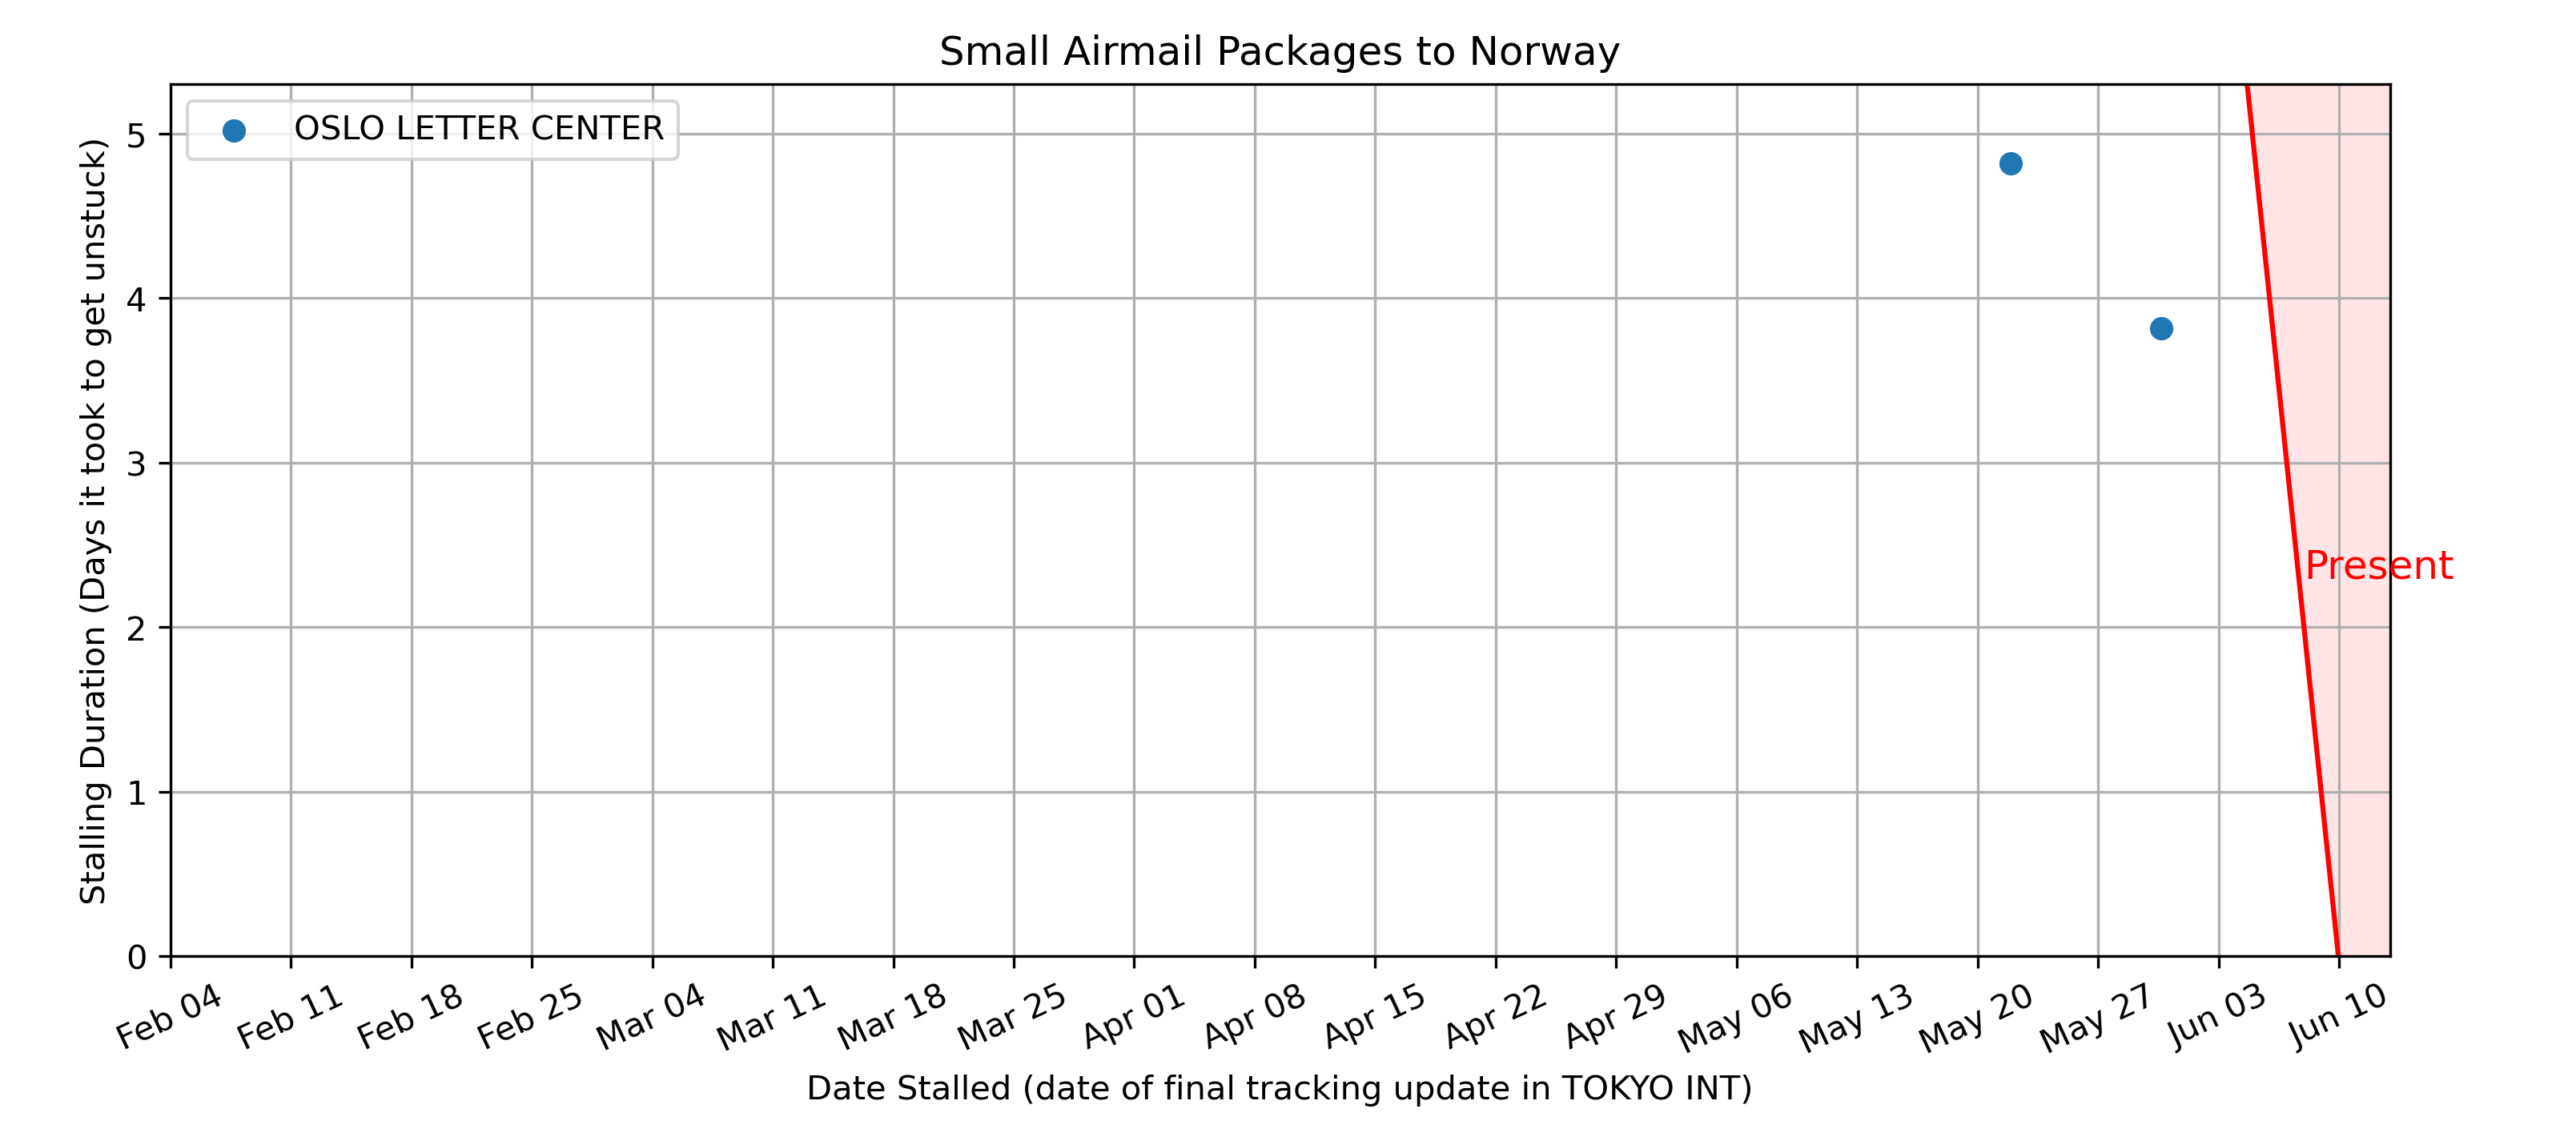 Small Airmail Packages to Norway
OSLO LETTER CENTER
Stalling Duration (Days it took to get unstuck)
5
4
3
2
1
0
Present
Feb 04
Feb 11
Feb 18
Feb 25
Mar 04
Mar 11
Mar 18
Mar 25
Apr 01
Apr 08
Apr 15
Apr 22
Apr 29
May 06
May 13
May 20
May 27
Jun 03
Jun 10
Date Stalled (date of final tracking update in TOKYO INT)